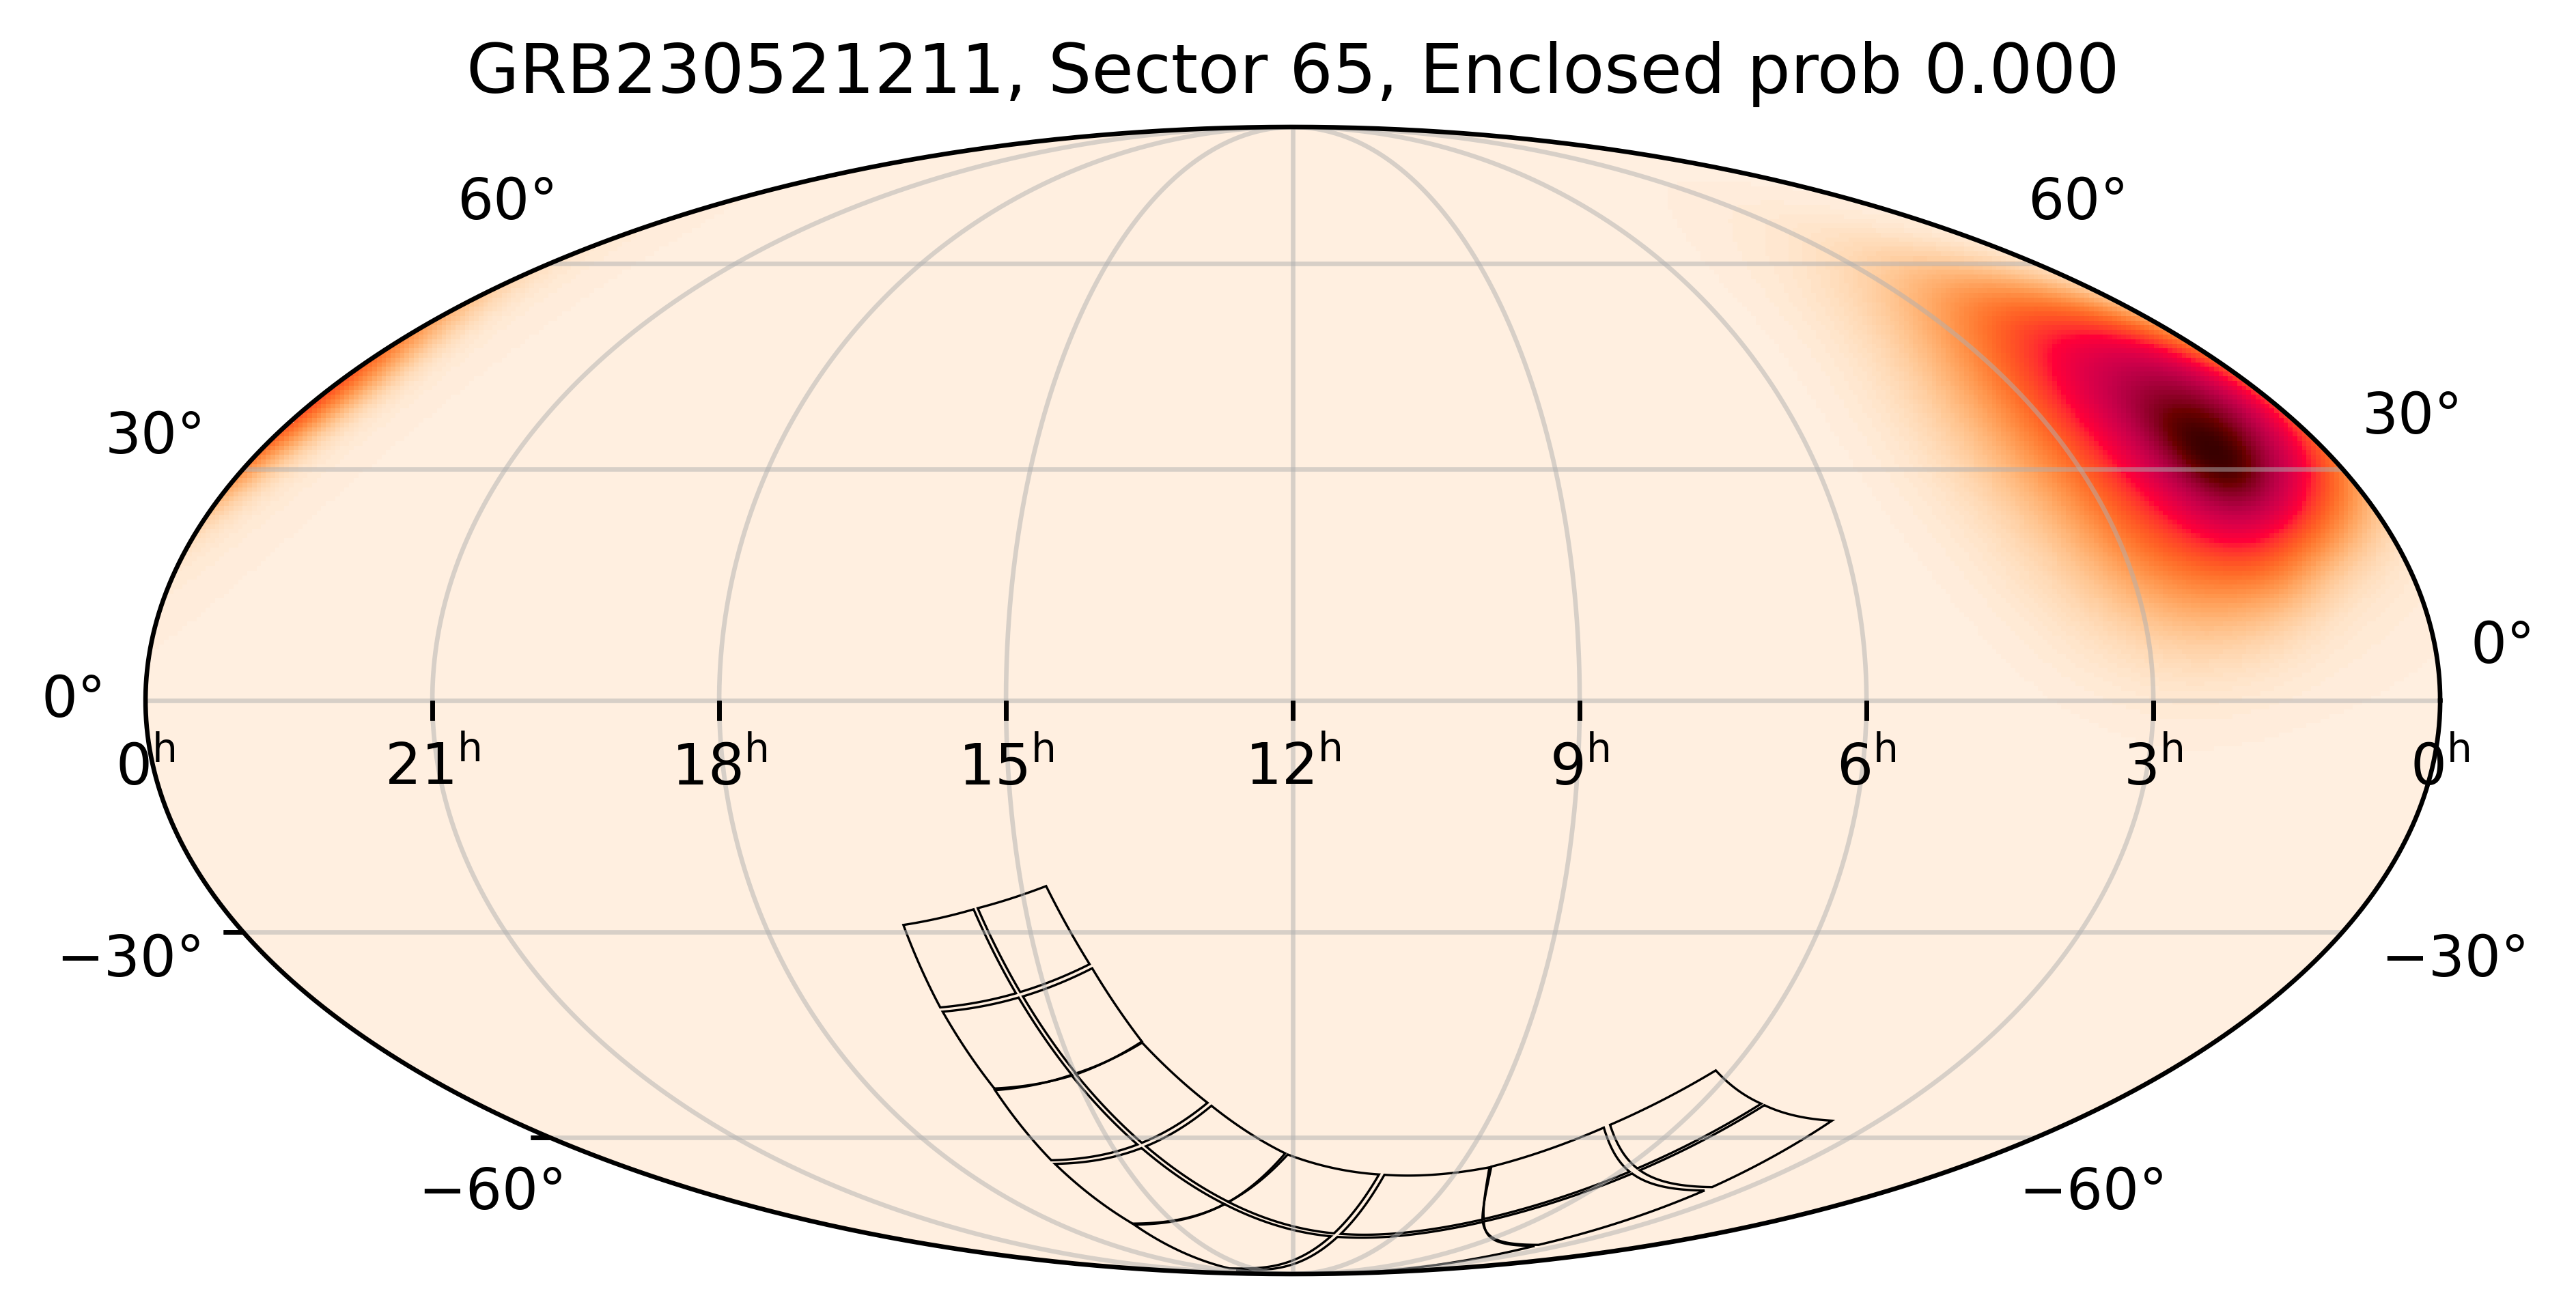 GRB230521211, Sector 65, Enclosed prob 0.000
60° 60°
30° 30°
0° 0°
0ʰ 21ʰ 18ʰ 15ʰ 12ʰ 9ʰ 6ʰ 3ʰ 0ʰ
−30° −30°
−60° −60°